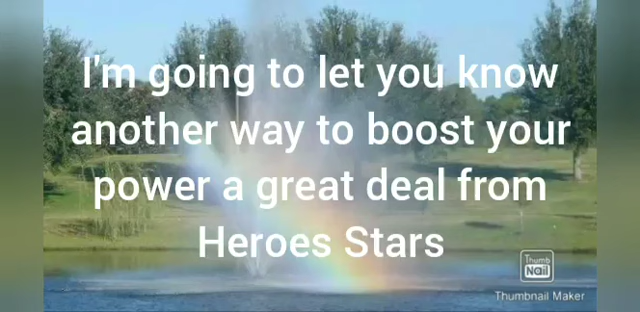 I'm going to let you know
another way to boost your
power a great deal from
Heroes Stars
Thumb
Nail
Thumbnail Maker